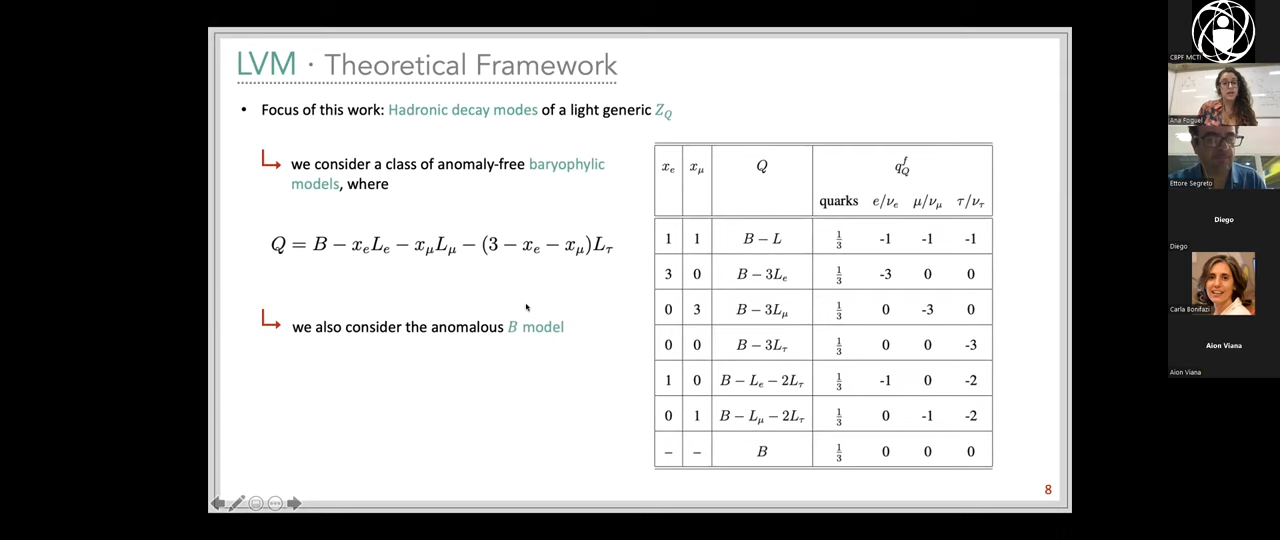 LVM · Theoretical Framework
• Focus of this work: Hadronic decay modes of a light generic Z_Q
we consider a class of anomaly-free baryophylic
models, where
Q = B − x_e L_e − x_μ L_μ − (3 − x_e − x_μ)L_τ
we also consider the anomalous B model
x_e x_μ Q q_Q^f
quarks e/ν_e μ/ν_μ τ/ν_τ
1 1 B − L 1/3 -1 -1 -1
3 0 B − 3L_e 1/3 -3 0 0
0 3 B − 3L_μ 1/3 0 -3 0
0 0 B − 3L_τ 1/3 0 0 -3
1 0 B − L_e − 2L_τ 1/3 -1 0 -2
0 1 B − L_μ − 2L_τ 1/3 0 -1 -2
– – B 1/3 0 0 0
8
CBPF MCTI
Ana Foguel
Ettore Segreto
Diego
Diego
Carla Bonifazi
Aion Viana
Aion Viana